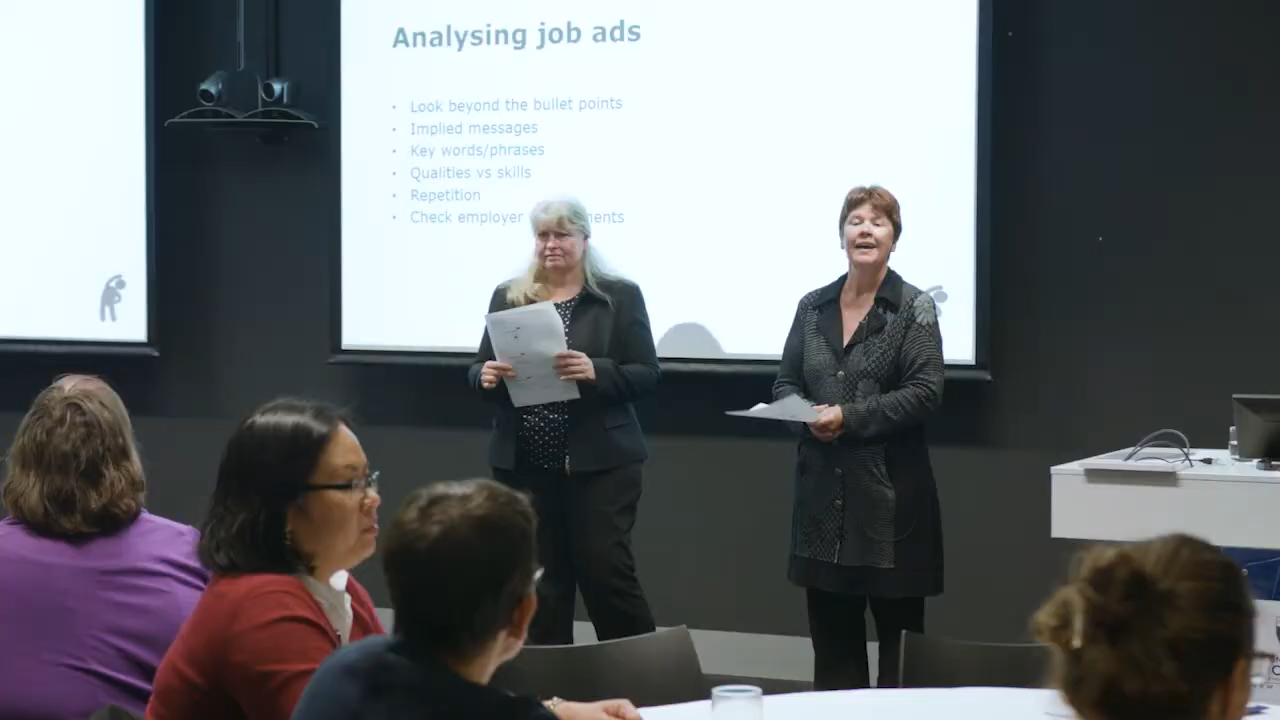 Analysing job ads
• Look beyond the bullet points
• Implied messages
• Key words/phrases
• Qualities vs skills
• Repetition
• Check employer ments